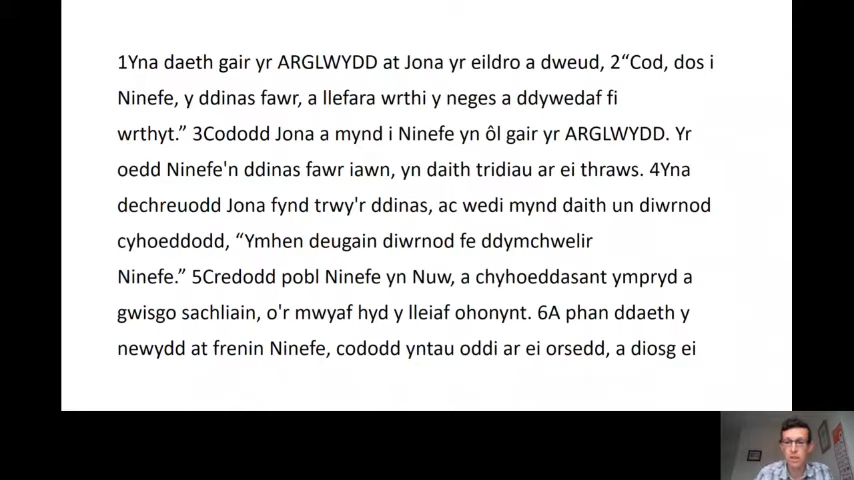 1Yna daeth gair yr ARGLWYDD at Jona yr eildro a dweud, 2“Cod, dos i
Ninefe, y ddinas fawr, a llefara wrthi y neges a ddywedaf fi
wrthyt.” 3Cododd Jona a mynd i Ninefe yn ôl gair yr ARGLWYDD. Yr
oedd Ninefe'n ddinas fawr iawn, yn daith tridiau ar ei thraws. 4Yna
dechreuodd Jona fynd trwy'r ddinas, ac wedi mynd daith un diwrnod
cyhoeddodd, “Ymhen deugain diwrnod fe ddymchwelir
Ninefe.” 5Credodd pobl Ninefe yn Nuw, a chyhoeddasant ympryd a
gwisgo sachliain, o'r mwyaf hyd y lleiaf ohonynt. 6A phan ddaeth y
newydd at frenin Ninefe, cododd yntau oddi ar ei orsedd, a diosg ei